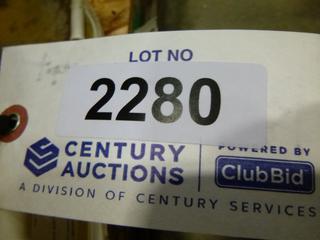 LOT NO
2280
CENTURY
AUCTIONS
POWERED BY
ClubBid
A DIVISION OF CENTURY SERVICES